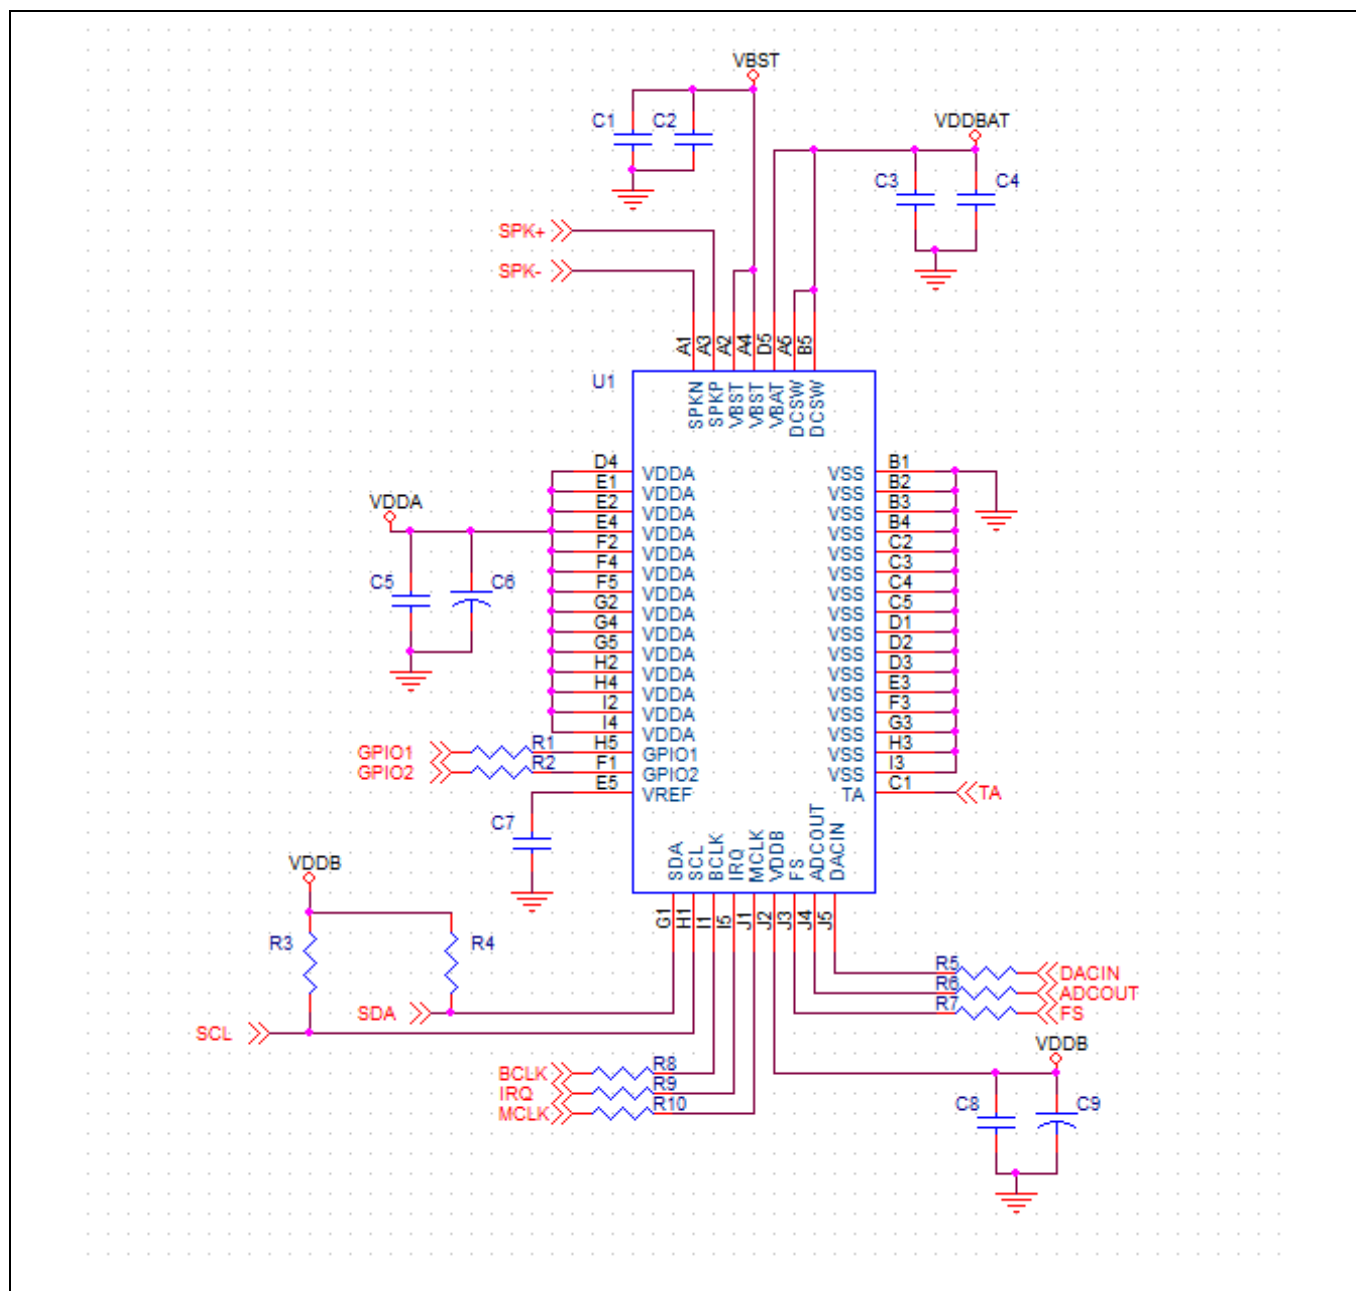 VBST
C1 C2
VDDBAT
C3 C4
SPK+
SPK-
A1 A3 A2 A4 D5 A5 B5
U1
SPKN SPKP VBST VBST VBAT DCSW DCSW
D4 VDDA VSS B1
E1 VDDA VSS B2
E2 VDDA VSS B3
E4 VDDA VSS B4
F2 VDDA VSS C2
F4 VDDA VSS C3
F5 VDDA VSS C4
G2 VDDA VSS C5
G4 VDDA VSS D1
G5 VDDA VSS D2
H2 VDDA VSS D3
H4 VDDA VSS E3
I2 VDDA VSS F3
I4 VDDA VSS G3
VDDA
C5 C6
GPIO1 R1 H5 GPIO1 VSS H3
GPIO2 R2 F1 GPIO2 VSS I3
E5 VREF TA C1 TA
C7
SDA SCL BCLK IRQ MCLK VDDB FS ADCOUT DACIN
G1 H1 I1 I5 J1 J2 J3 J4 J5
VDDB
R3 R4
SDA
SCL
R5 DACIN
R6 ADCOUT
R7 FS
BCLK R8
IRQ R9
MCLK R10
VDDB
C8 C9